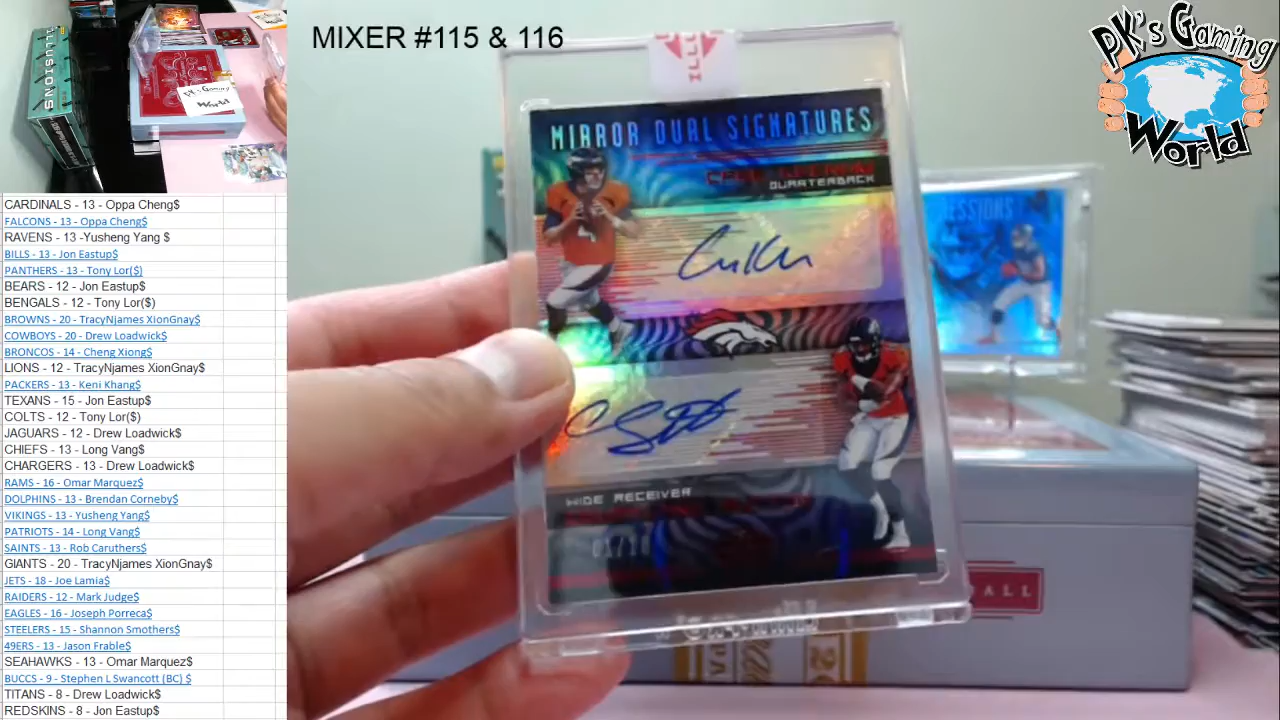 MIXER #115 & 116
PK's Gaming
World
ILLUSIONS
PK's Gaming
World
CARDINALS - 13 - Oppa Cheng$
FALCONS - 13 - Oppa Cheng$
RAVENS - 13 -Yusheng Yang $
BILLS - 13 - Jon Eastup$
PANTHERS - 13 - Tony Lor($)
BEARS - 12 - Jon Eastup$
BENGALS - 12 - Tony Lor($)
BROWNS - 20 - TracyNjames XIonGnay$
COWBOYS - 20 - Drew Loadwick$
BRONCOS - 14 - Cheng Xiong$
LIONS - 12 - TracyNjames XionGnay$
PACKERS - 13 - Keni Khang$
TEXANS - 15 - Jon Eastup$
COLTS - 12 - Tony Lor($)
JAGUARS - 12 - Drew Loadwick$
CHIEFS - 13 - Long Vang$
CHARGERS - 13 - Drew Loadwick$
RAMS - 16 - Omar Marquez$
DOLPHINS - 13 - Brendan Corneby$
VIKINGS - 13 - Yusheng Yang$
PATRIOTS - 14 - Long Vang$
SAINTS - 13 - Rob Caruthers$
GIANTS - 20 - TracyNjames XionGnay$
JETS - 18 - Joe Lamia$
RAIDERS - 12 - Mark Judge$
EAGLES - 16 - Joseph Porreca$
STEELERS - 15 - Shannon Smothers$
49ERS - 13 - Jason Frable$
SEAHAWKS - 13 - Omar Marquez$
BUCCS - 9 - Stephen L Swancott (BC) $
TITANS - 8 - Drew Loadwick$
REDSKINS - 8 - Jon Eastup$
ILLU
MIRROR DUAL SIGNATURES
QUARTERBACK
4
WIDE RECEIVER